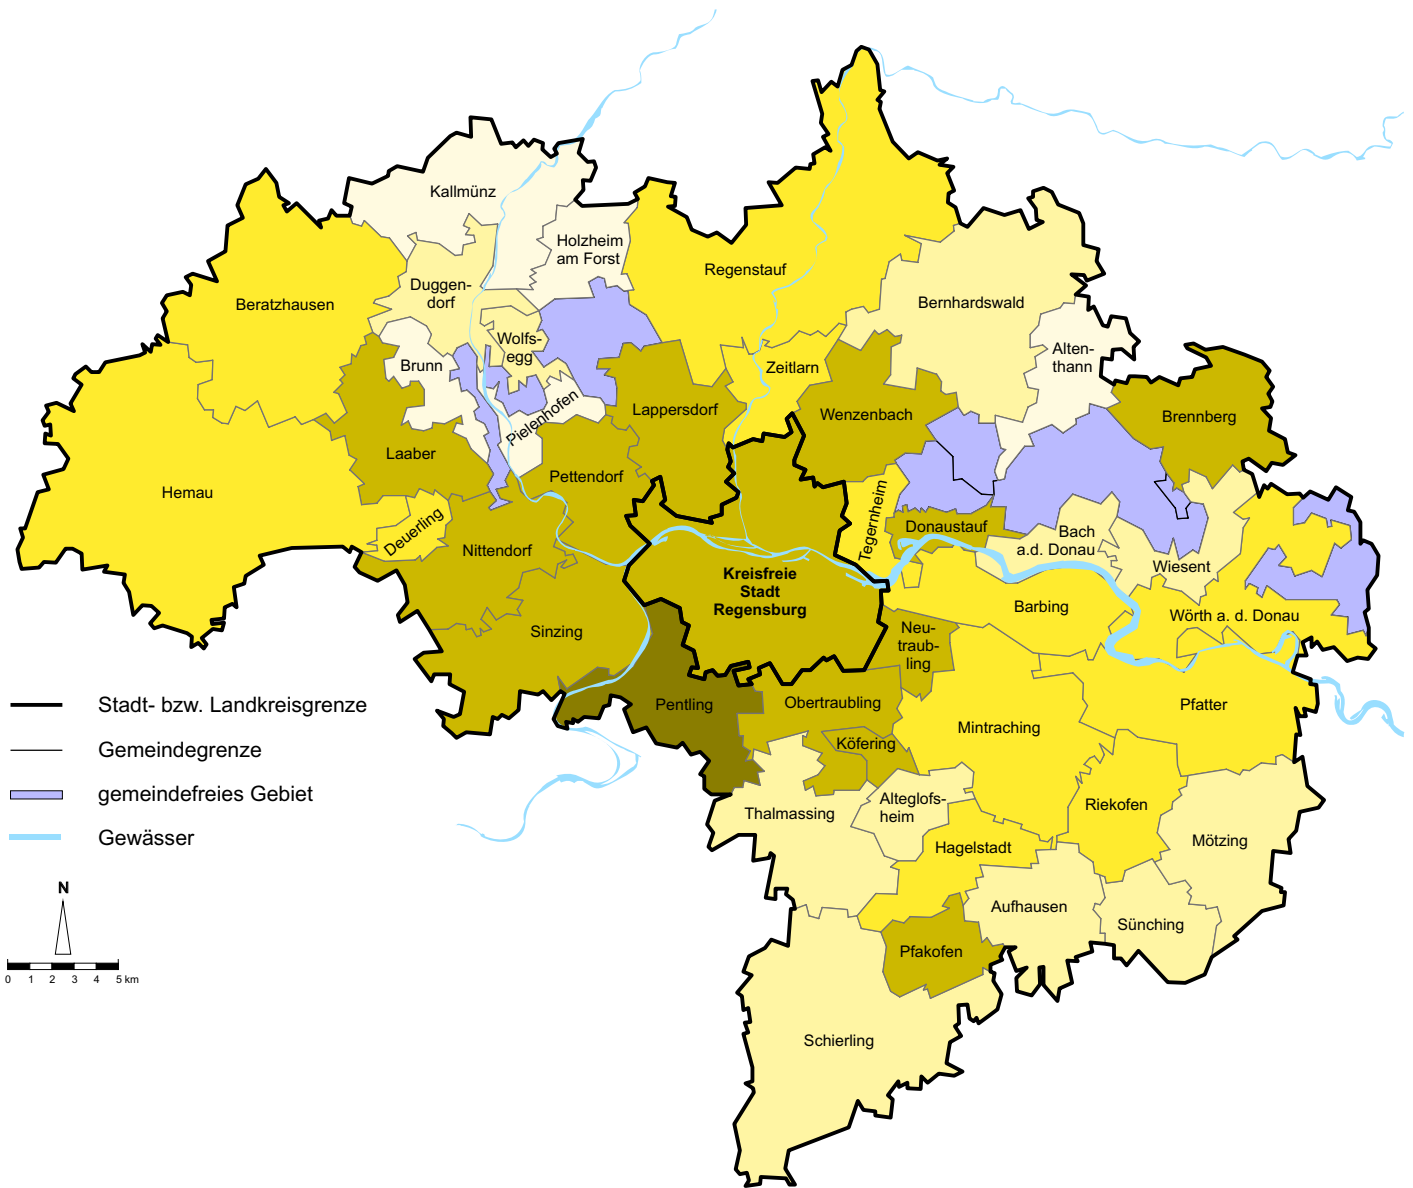 Kallmünz
Holzheim
am Forst
Regenstauf
Duggen-
dorf
Beratzhausen
Bernhardswald
Wolfs-
egg
Brunn
Zeitlarn
Alten-
thann
Pielenhofen
Lappersdorf
Wenzenbach
Brennberg
Laaber
Pettendorf
Hemau
Tegernheim
Deuerling
Donaustauf
Bach
a.d. Donau
Nittendorf
Wiesent
Kreisfreie
Stadt
Regensburg
Barbing
Wörth a. d. Donau
Sinzing
Neu-
traub-
ling
Pentling
Obertraubling
Pfatter
Mintraching
Köfering
Stadt- bzw. Landkreisgrenze
Gemeindegrenze
gemeindefreies Gebiet
Gewässer
Alteglofs-
heim
Thalmassing
Riekofen
Hagelstadt
Mötzing
Aufhausen
Sünching
Pfakofen
Schierling
N
0 1 2 3 4 5 km